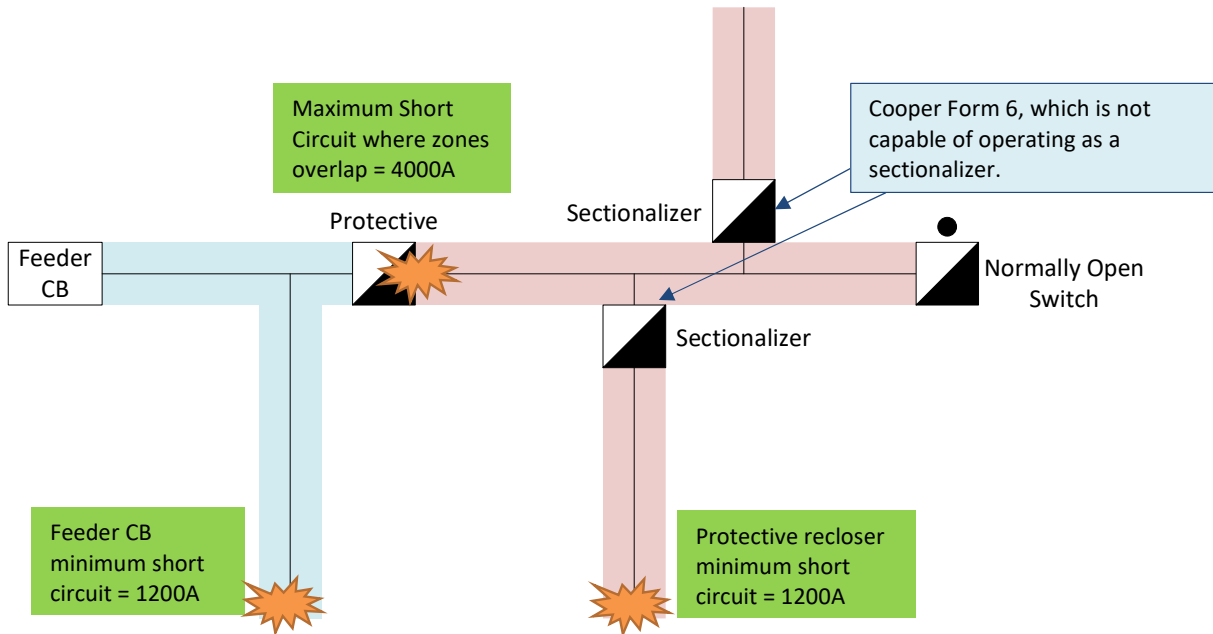 Maximum Short
Circuit where zones
overlap = 4000A
Cooper Form 6, which is not
capable of operating as a
sectionalizer.
Sectionalizer
Protective
Feeder
CB
Normally Open
Switch
Sectionalizer
Feeder CB
minimum short
circuit = 1200A
Protective recloser
minimum short
circuit = 1200A